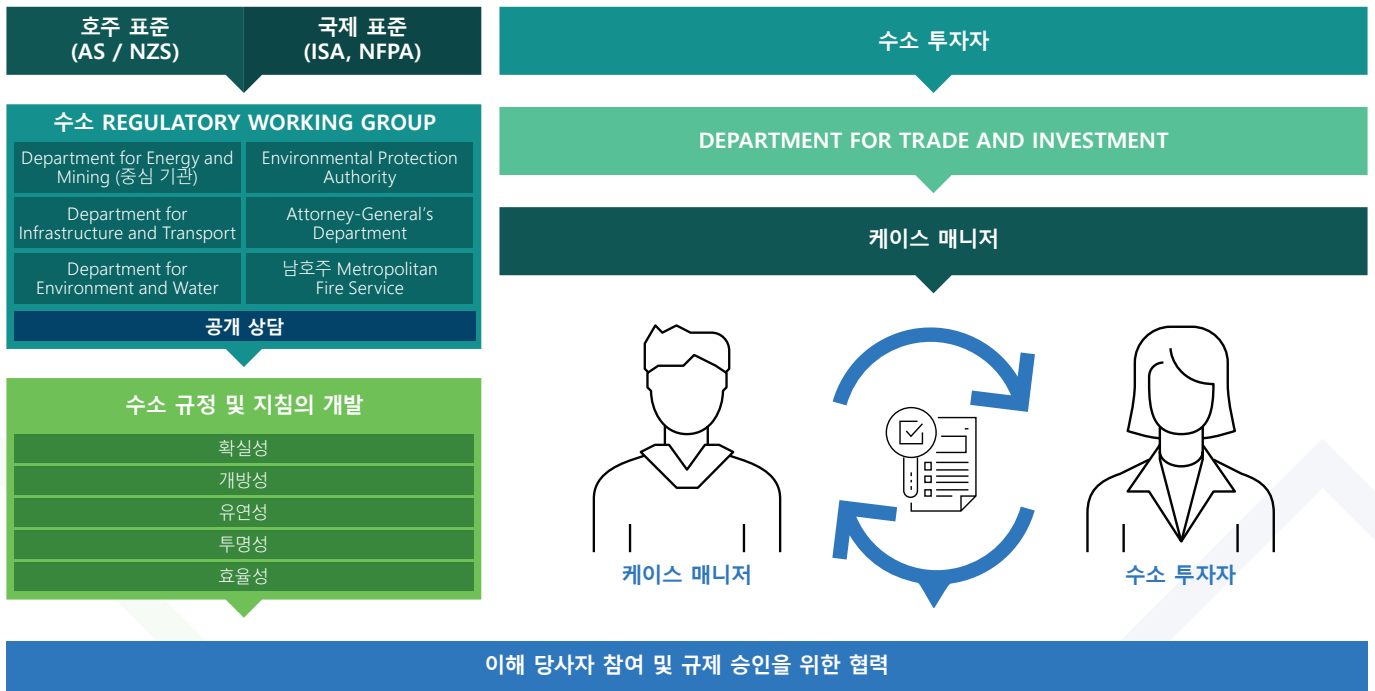 호주 표준
(AS / NZS)
국제 표준
(ISA, NFPA)
수소 REGULATORY WORKING GROUP
Department for Energy and
Mining (중심 기관)
Environmental Protection
Authority
Department for
Infrastructure and Transport
Attorney-General’s
Department
Department for
Environment and Water
남호주 Metropolitan
Fire Service
공개 상담
수소 규정 및 지침의 개발
확실성
개방성
유연성
투명성
효율성
수소 투자자
DEPARTMENT FOR TRADE AND INVESTMENT
케이스 매니저
케이스 매니저
수소 투자자
이해 당사자 참여 및 규제 승인을 위한 협력